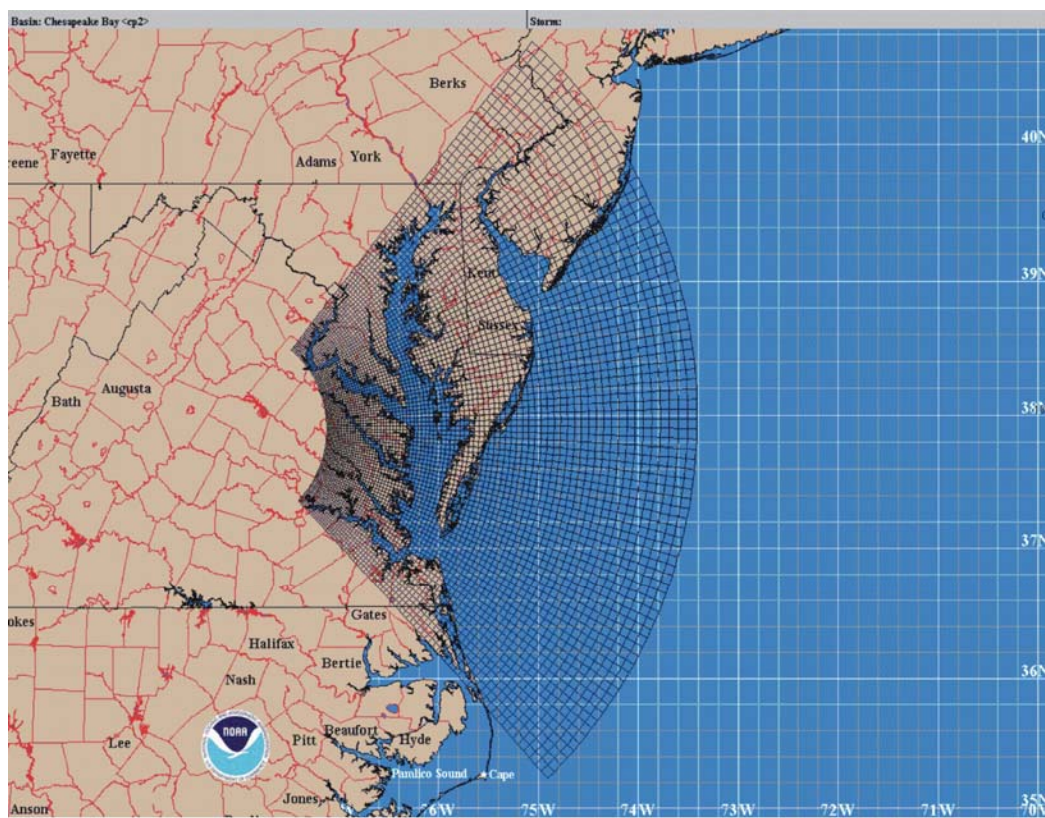 Basin: Chesapeake Bay <cp2>
Storm:
Berks
40N
reene
Fayette
Adams
York
39N
Kent
Sussex
Augusta
Bath
38N
37N
okes
Gates
Halifax
Bertie
Nash
36N
NOAA
Lee
Pitt
Beaufort
Hyde
Pamlico Sound
Cape
Jones
Anson
35N
76W
75W
74W
73W
72W
71W
70W